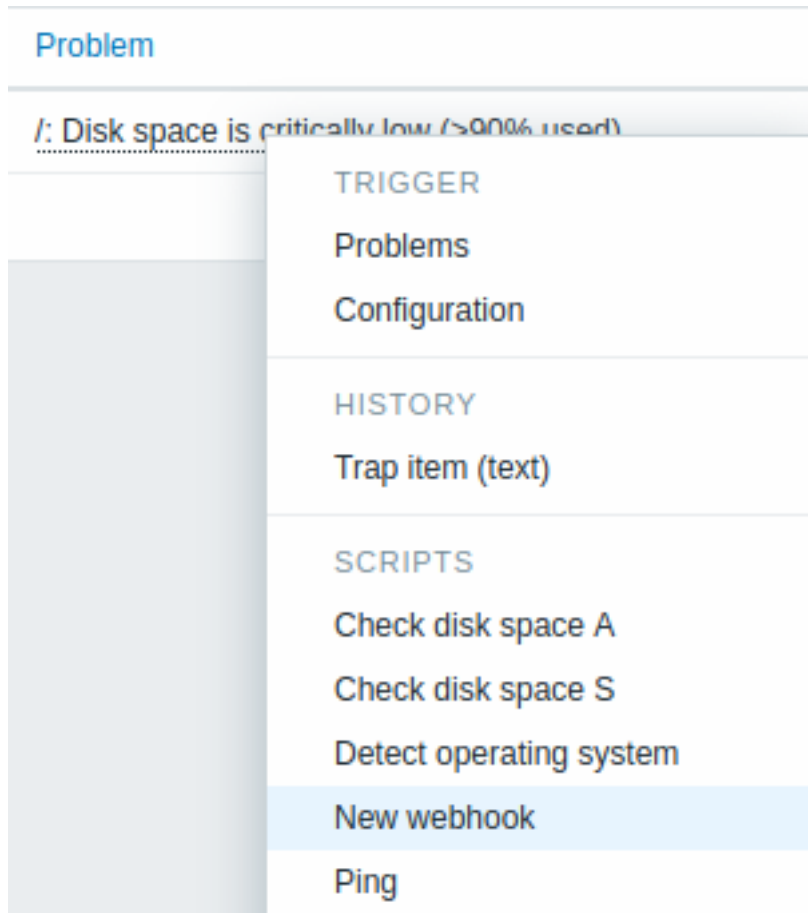 Problem
/: Disk space is critically low (>90% used)
TRIGGER
Problems
Configuration
HISTORY
Trap item (text)
SCRIPTS
Check disk space A
Check disk space S
Detect operating system
New webhook
Ping